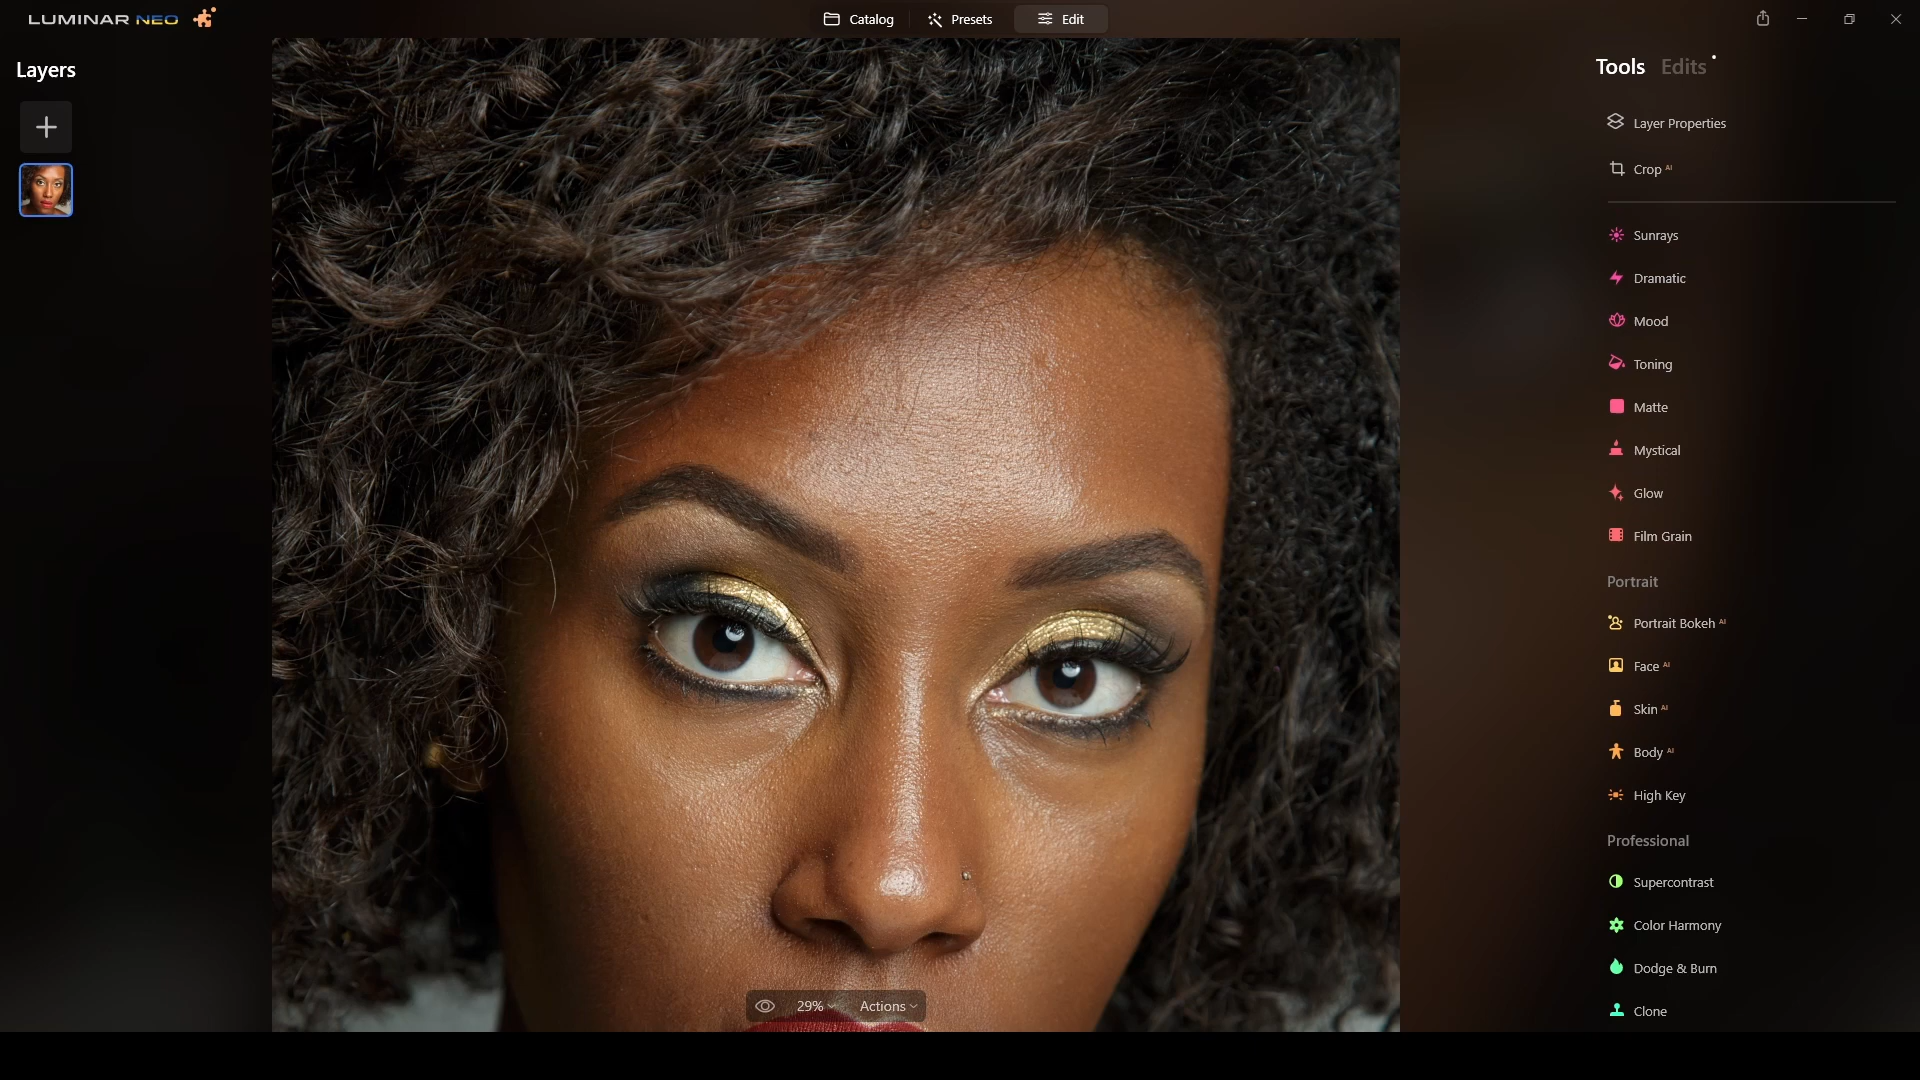 LUMINAR NEO
Catalog
Presets
Edit
Layers
Tools
Edits
Layer Properties
Crop AI
Sunrays
Dramatic
Mood
Toning
Matte
Mystical
Glow
Film Grain
Portrait
Portrait Bokeh AI
Face AI
Skin AI
Body AI
High Key
Professional
Supercontrast
Color Harmony
Dodge & Burn
Clone
29%
Actions